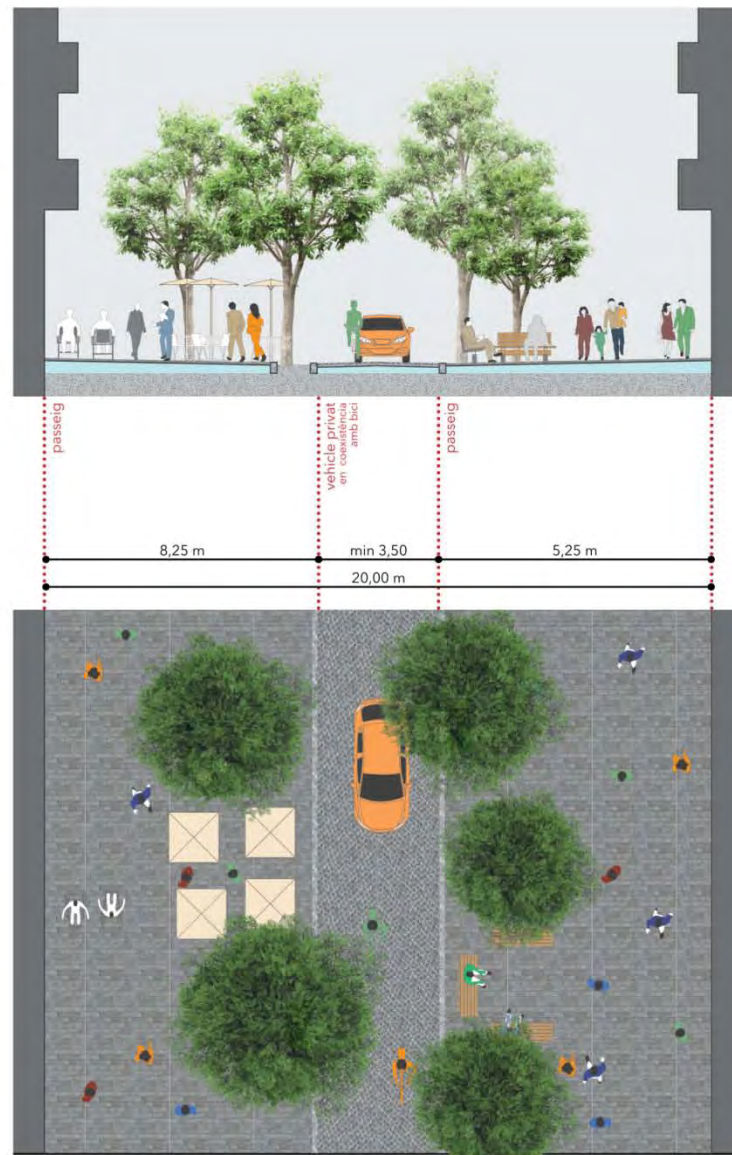 passeig
vehicle privat
en coexistència
amb bici
passeig
8,25 m
min 3,50
5,25 m
20,00 m